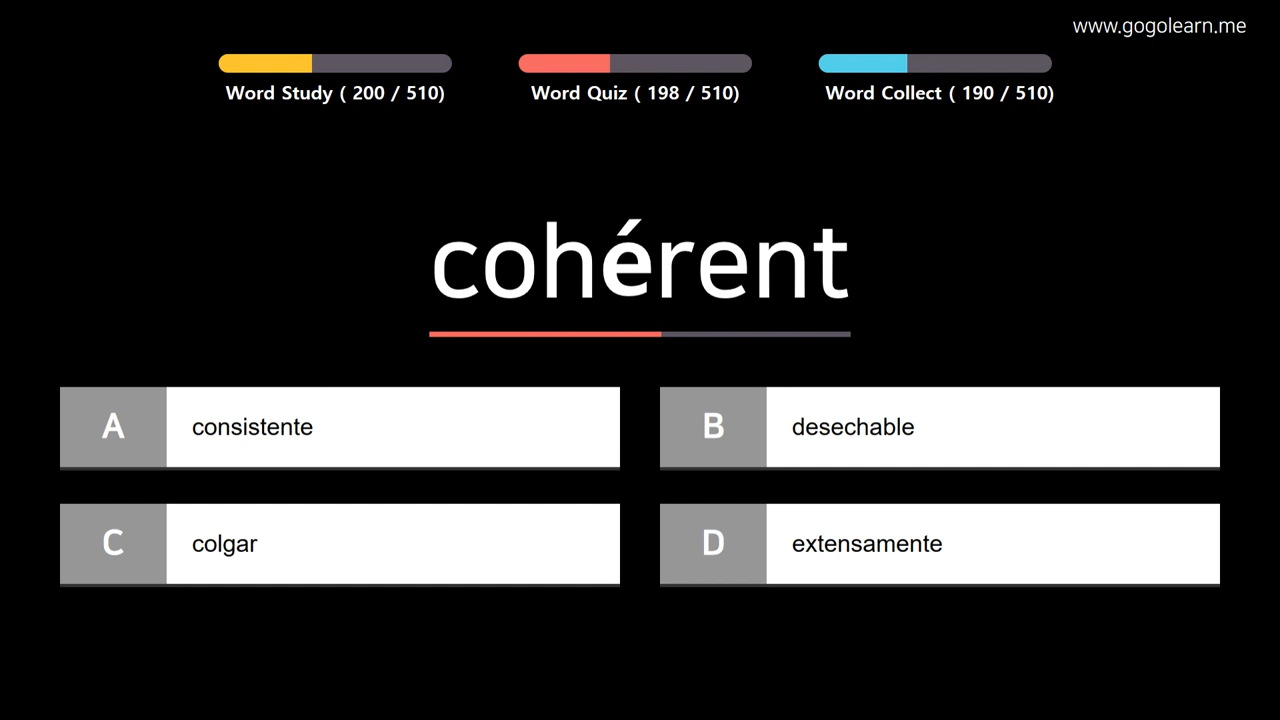 www.gogolearn.me
Word Study ( 200 / 510)
Word Quiz ( 198 / 510)
Word Collect ( 190 / 510)
cohérent
A consistente
B desechable
C colgar
D extensamente